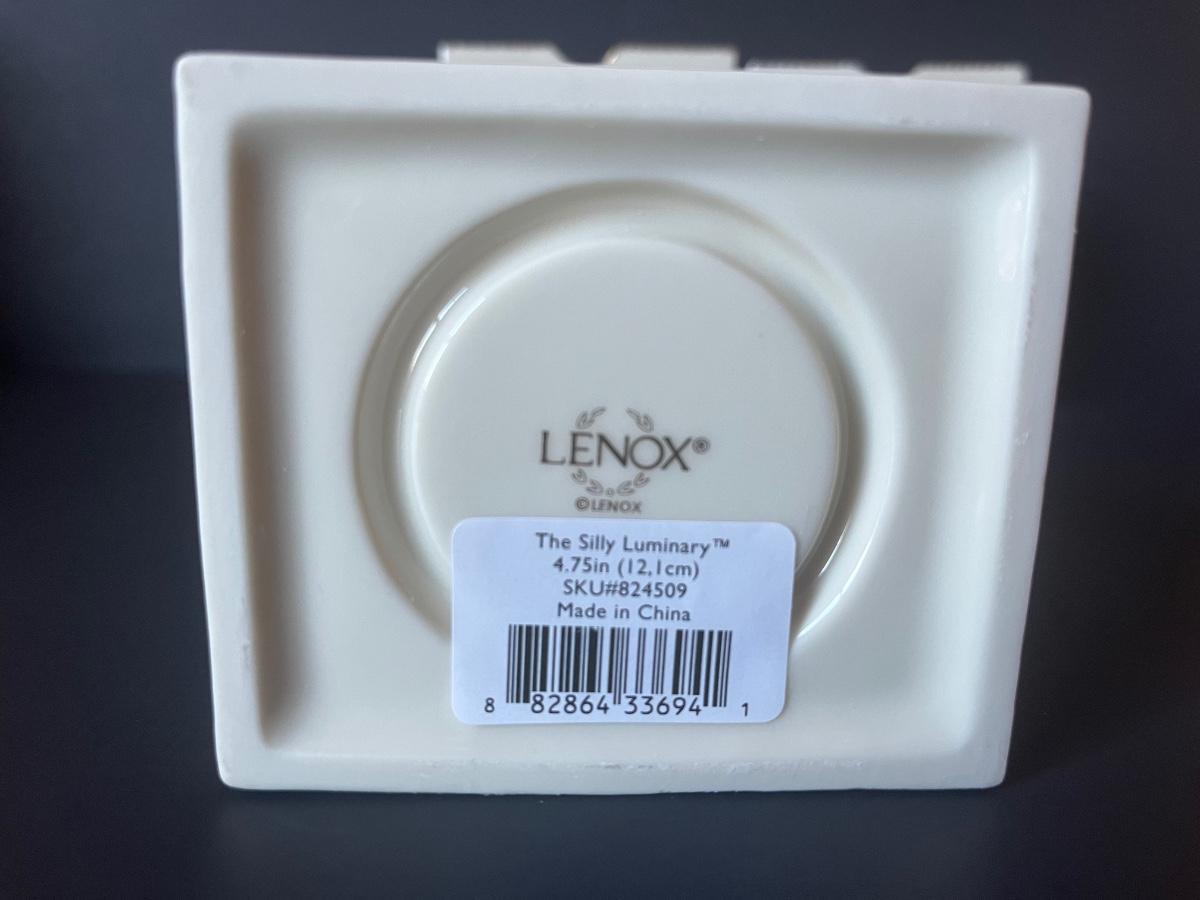 LENOX®
©LENOX
The Silly Luminary™
4.75in (12,1cm)
SKU#824509
Made in China
8 82864 33694 1